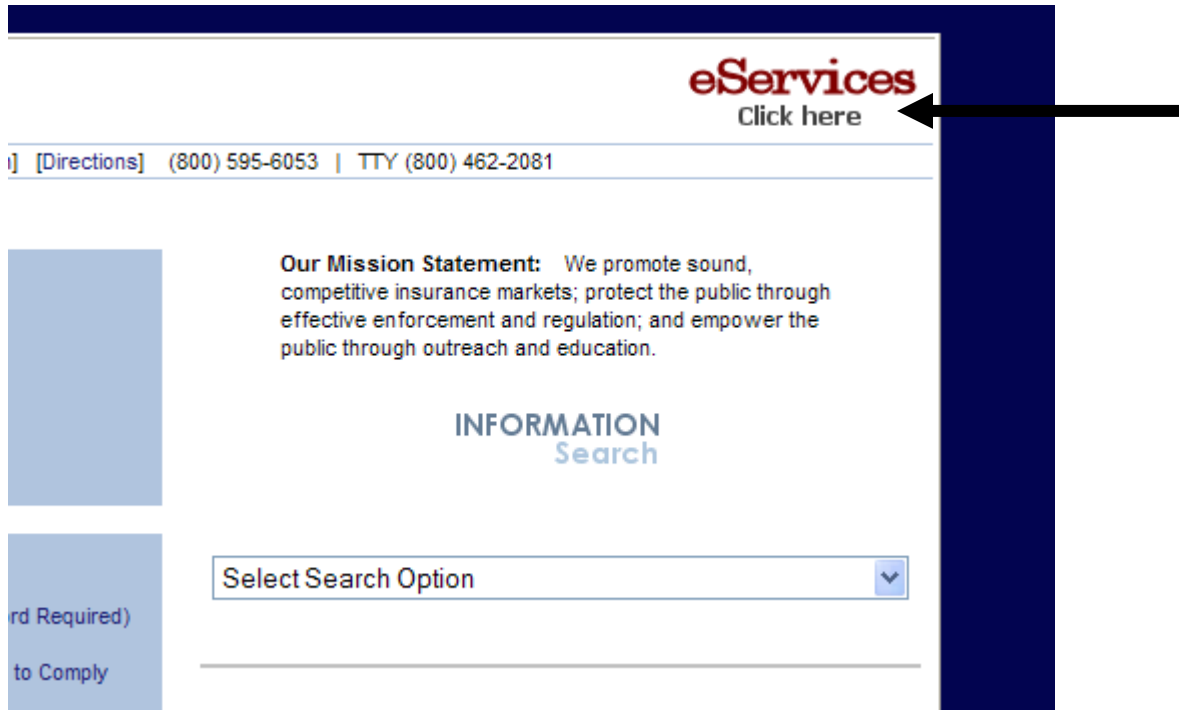 eServices
Click here
] [Directions] (800) 595-6053 | TTY (800) 462-2081
Our Mission Statement: We promote sound,
competitive insurance markets; protect the public through
effective enforcement and regulation; and empower the
public through outreach and education.
INFORMATION
Search
Select Search Option
rd Required)
to Comply